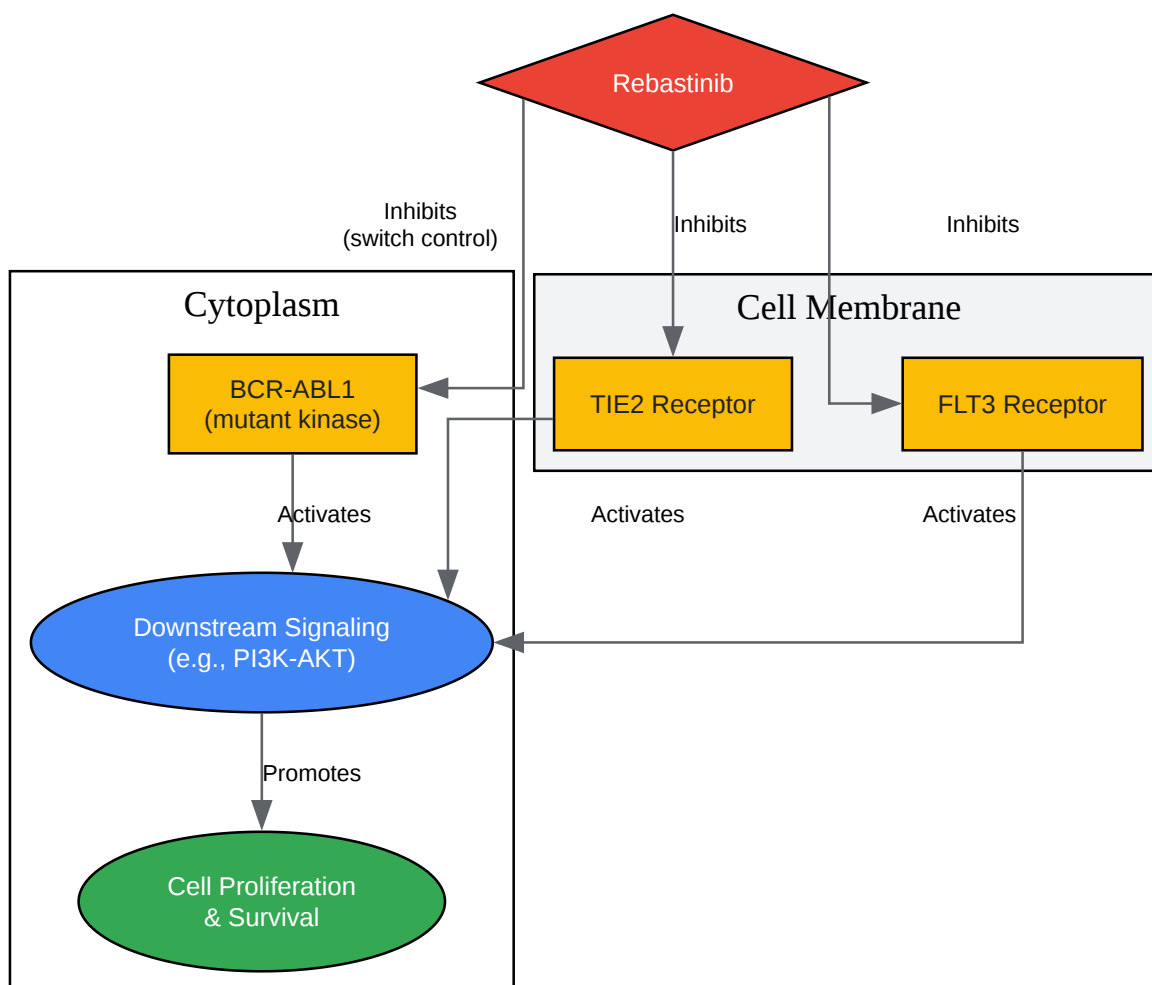 Rebastinib
Inhibits
(switch control)
Inhibits
Inhibits
Cytoplasm
Cell Membrane
BCR-ABL1
(mutant kinase)
TIE2 Receptor
FLT3 Receptor
Activates
Activates
Activates
Downstream Signaling
(e.g., PI3K-AKT)
Promotes
Cell Proliferation
& Survival